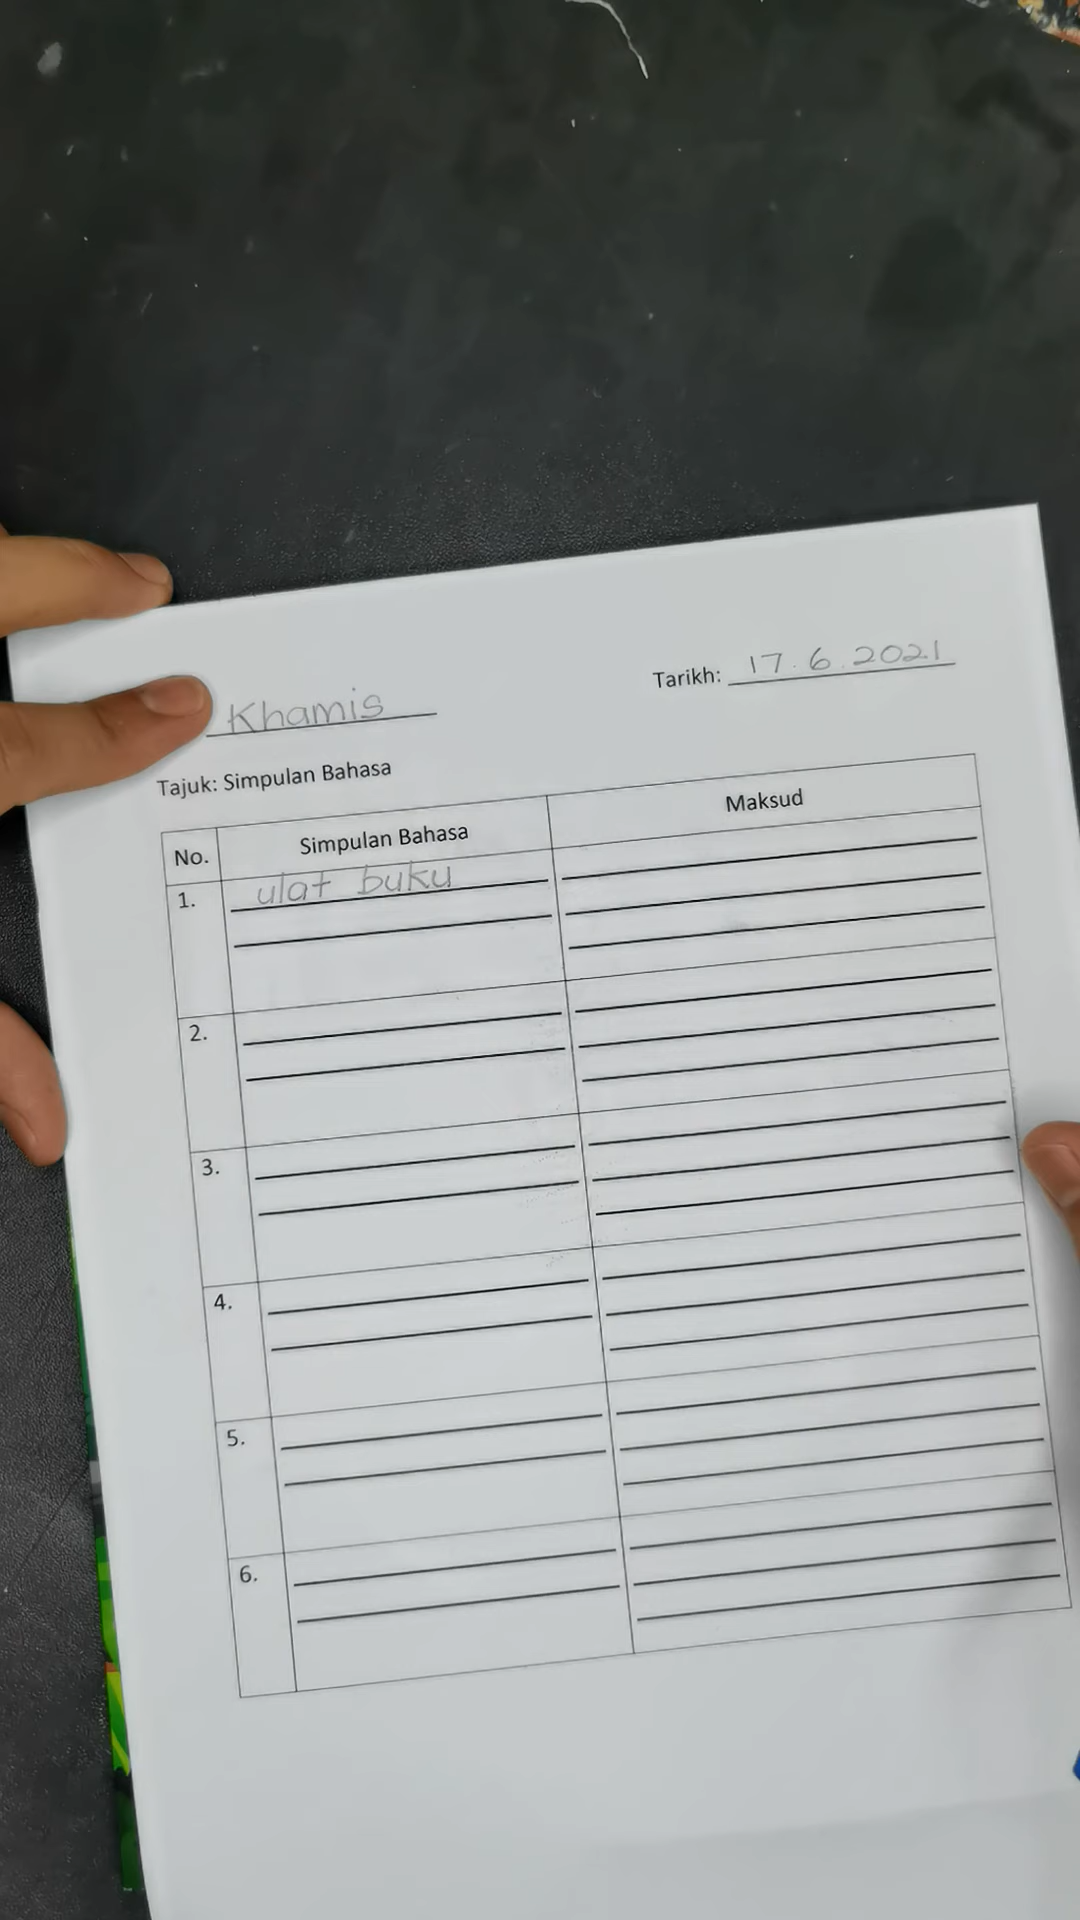 Khamis
Tarikh: 17.6.2021
Tajuk: Simpulan Bahasa
No. Simpulan Bahasa Maksud
1. ulat buku
2.
3.
4.
5.
6.